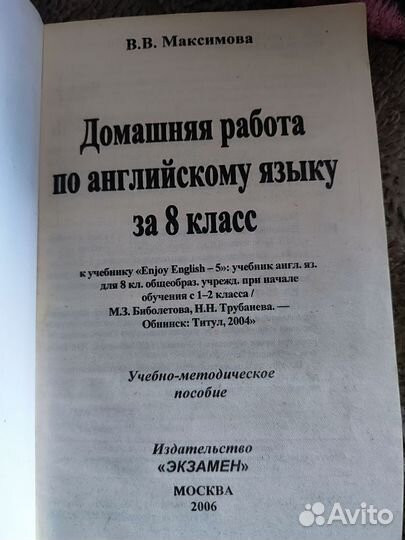 В.В. Максимова
Домашняя работа
по английскому языку
за 8 класс
к учебнику «Enjoy English – 5»: учебник англ. яз.
для 8 кл. общеобраз. учрежд. при начале
обучения с 1–2 класса /
М.З. Биболетова, Н.Н. Трубанева. —
Обнинск: Титул, 2004»
Учебно-методическое
пособие
Издательство
«ЭКЗАМЕН»
МОСКВА
2006
Avito